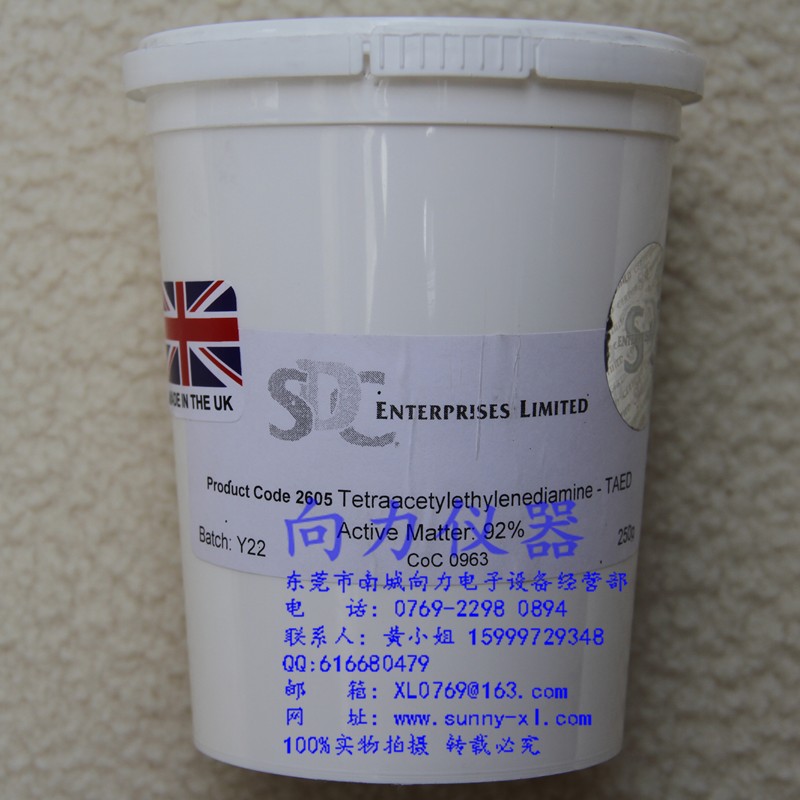 SDC ENTERPRISES LIMITED
MADE IN THE UK
Product Code 2605 Tetraacetylethylenediamine - TAED
Batch: Y22
Active Matter: 92%
250g
CoC 0963
向力仪器
东莞市南城向力电子设备经营部
电 话: 0769-2298 0894
联系人: 黄小姐 15999729348
QQ:616680479
邮 箱: XL0769@163.com
网 址: www.sunny-xl.com
100%实物拍摄 转载必究